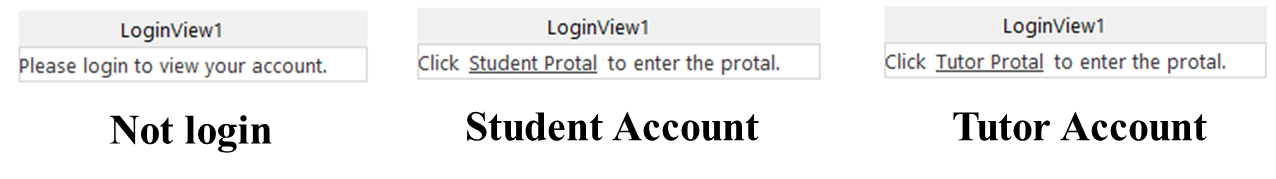 LoginView1
Please login to view your account.
Not login
LoginView1
Click Student Protal to enter the protal.
Student Account
LoginView1
Click Tutor Protal to enter the protal.
Tutor Account